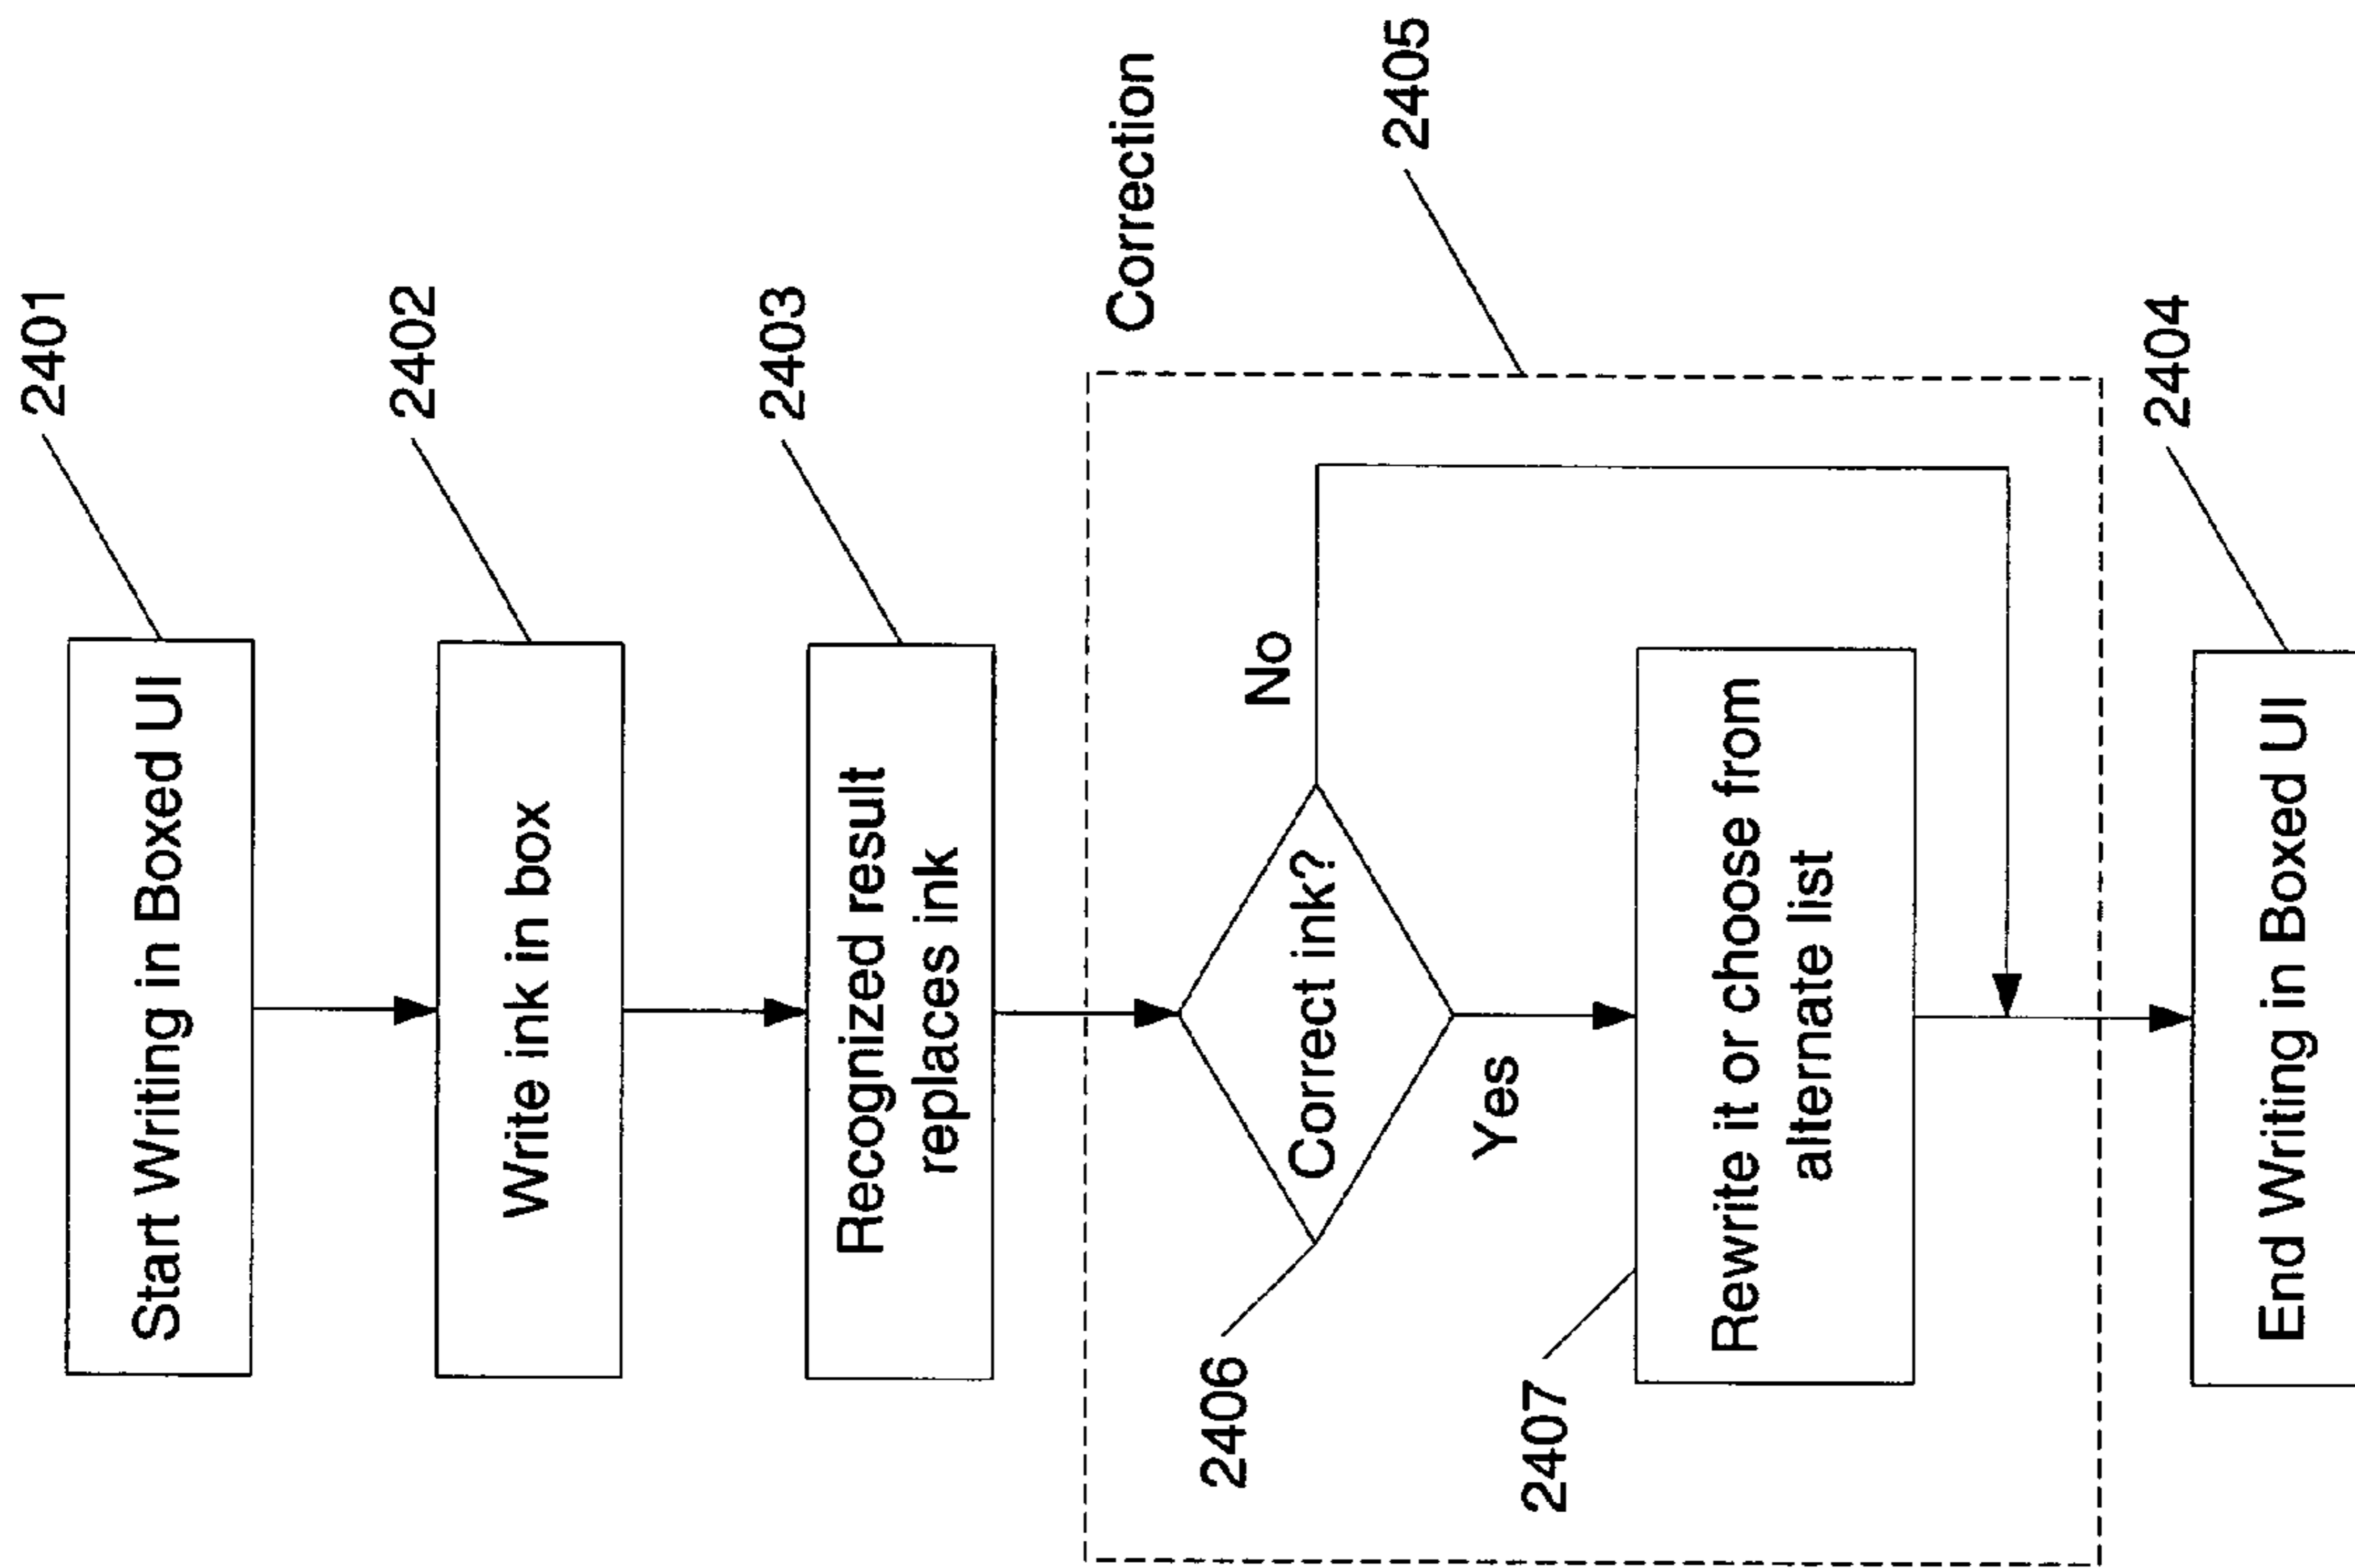 2401
Start Writing in Boxed UI
2402
Write ink in box
2403
Recognized result
replaces ink
Correction
2405
2406
Correct ink?
No
Yes
2407
Rewrite it or choose from
alternate list
2404
End Writing in Boxed UI